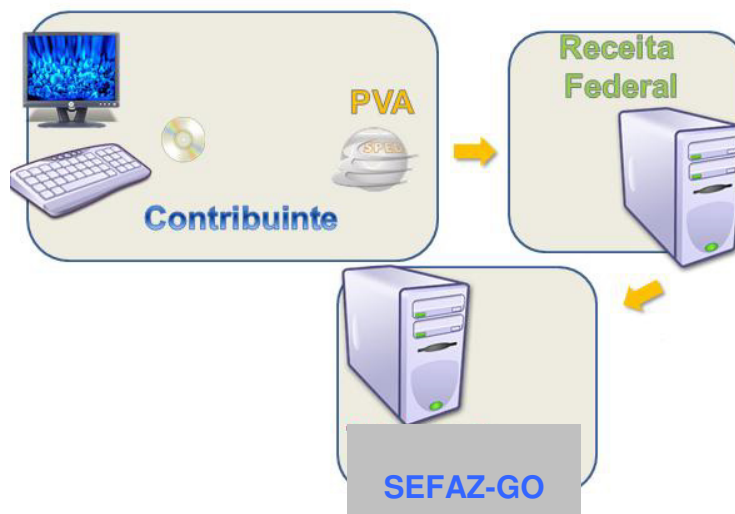 Receita
Federal
PVA
SPED
Contribuinte
SEFAZ-GO